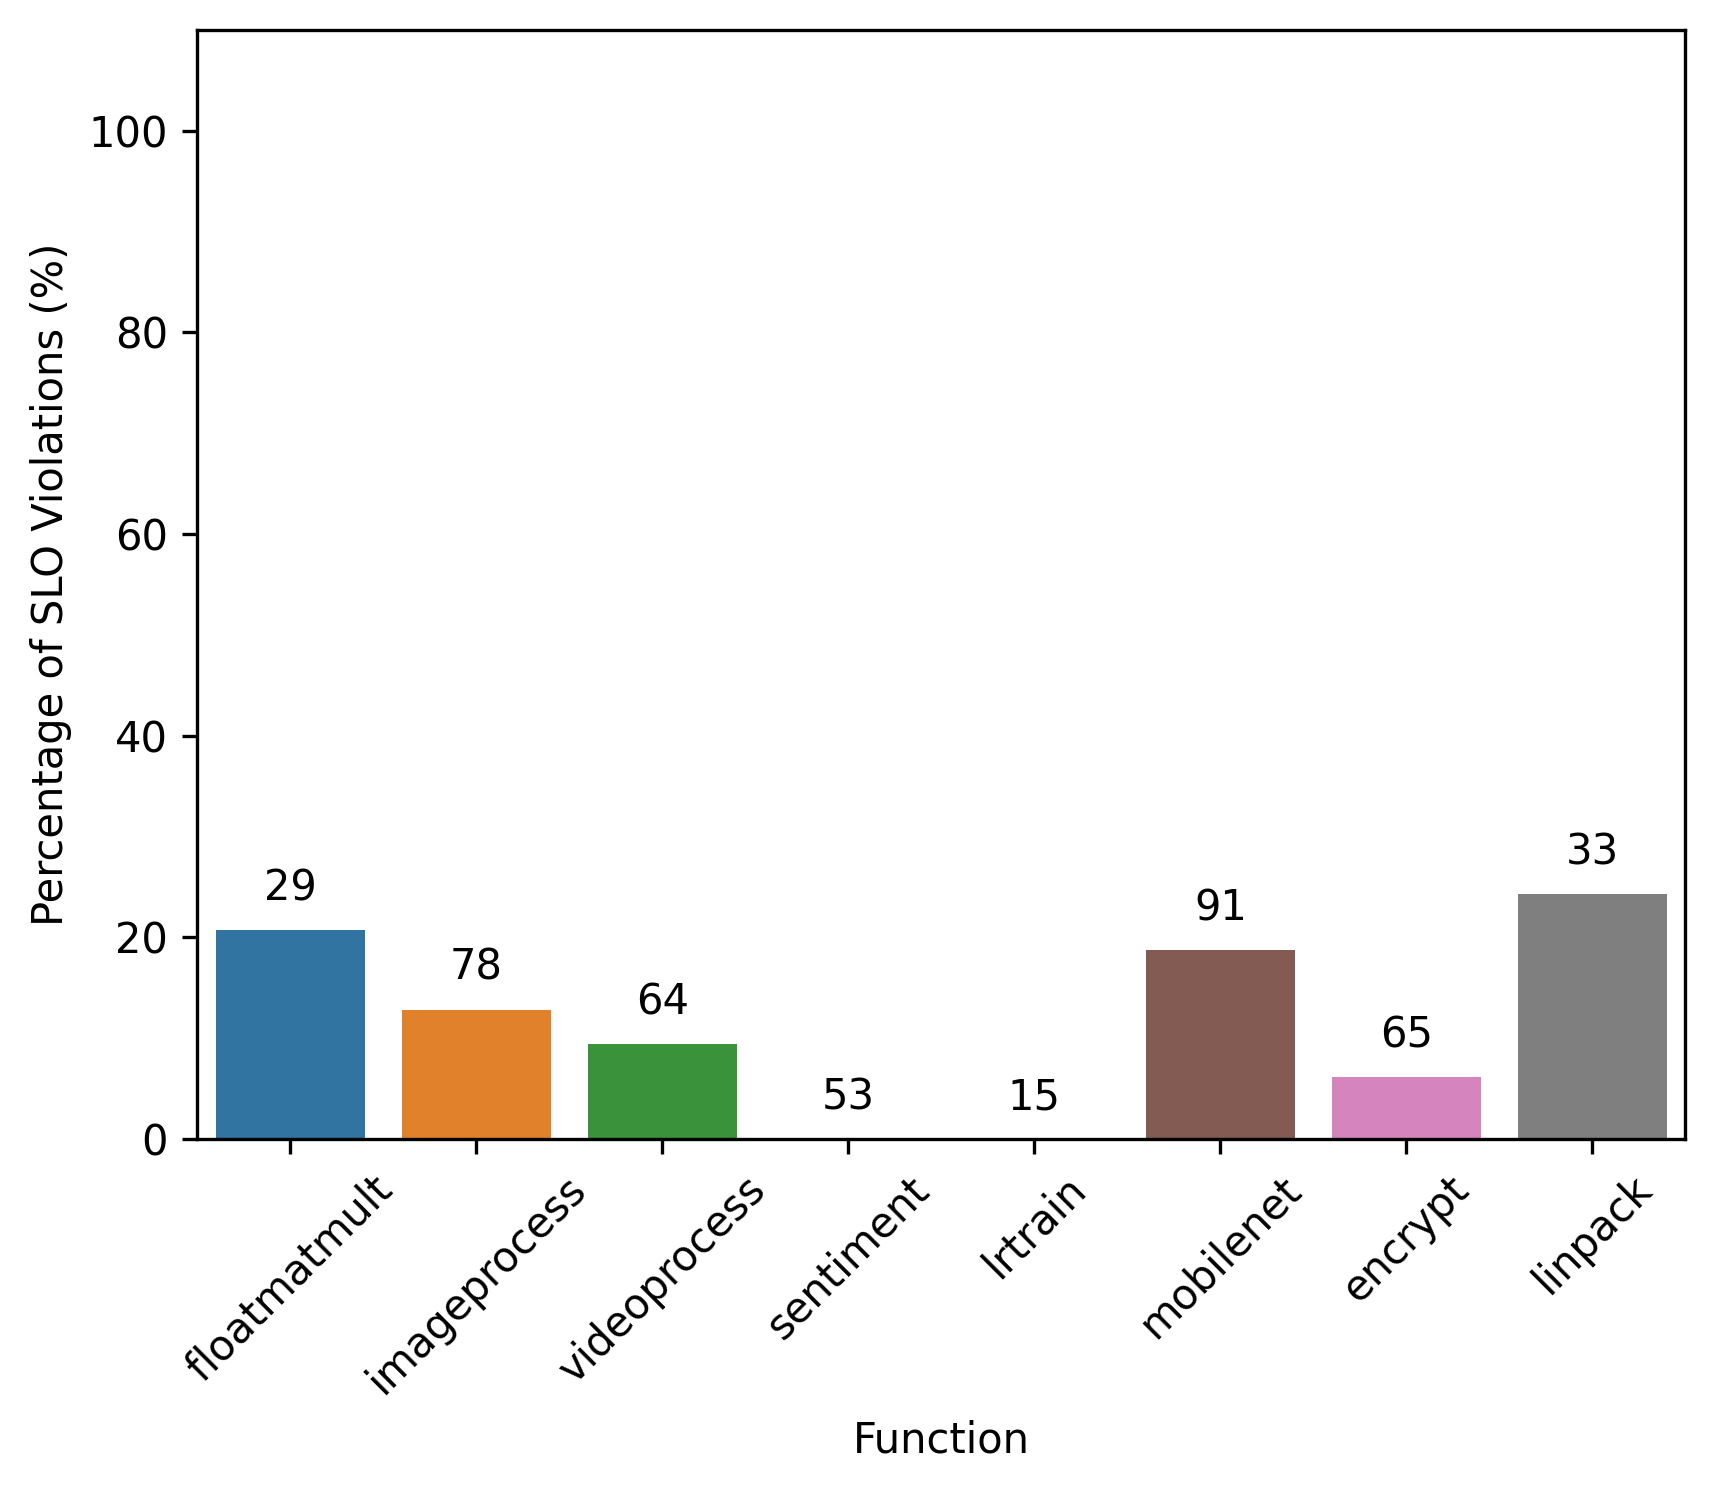 Percentage of SLO Violations (%)
100
80
60
40
20
0
29
78
64
53
15
91
65
33
floatmatmult
imageprocess
videoprocess
sentiment
lrtrain
mobilenet
encrypt
linpack
Function